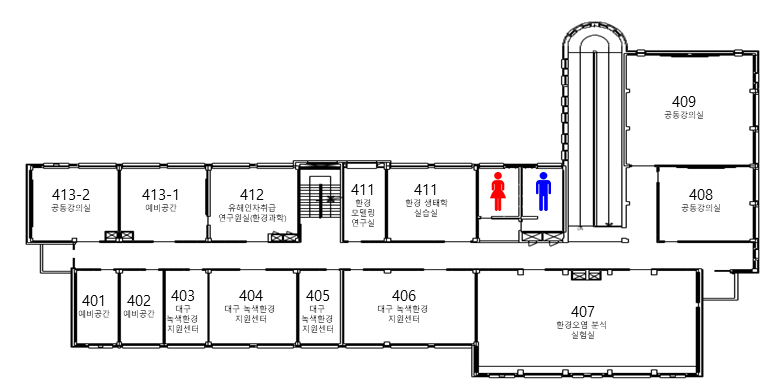 409
공동강의실
413-2
공동강의실
413-1
예비공간
412
유해인자취급
연구원실(환경과학)
411
환경
모델링
연구실
411
환경 생태학
실습실
408
공동강의실
401
예비공간
402
예비공간
403
대구
녹색환경
지원센터
404
대구 녹색환경
지원센터
405
대구
녹색환경
지원센터
406
대구 녹색환경
지원센터
407
환경오염 분석
실험실